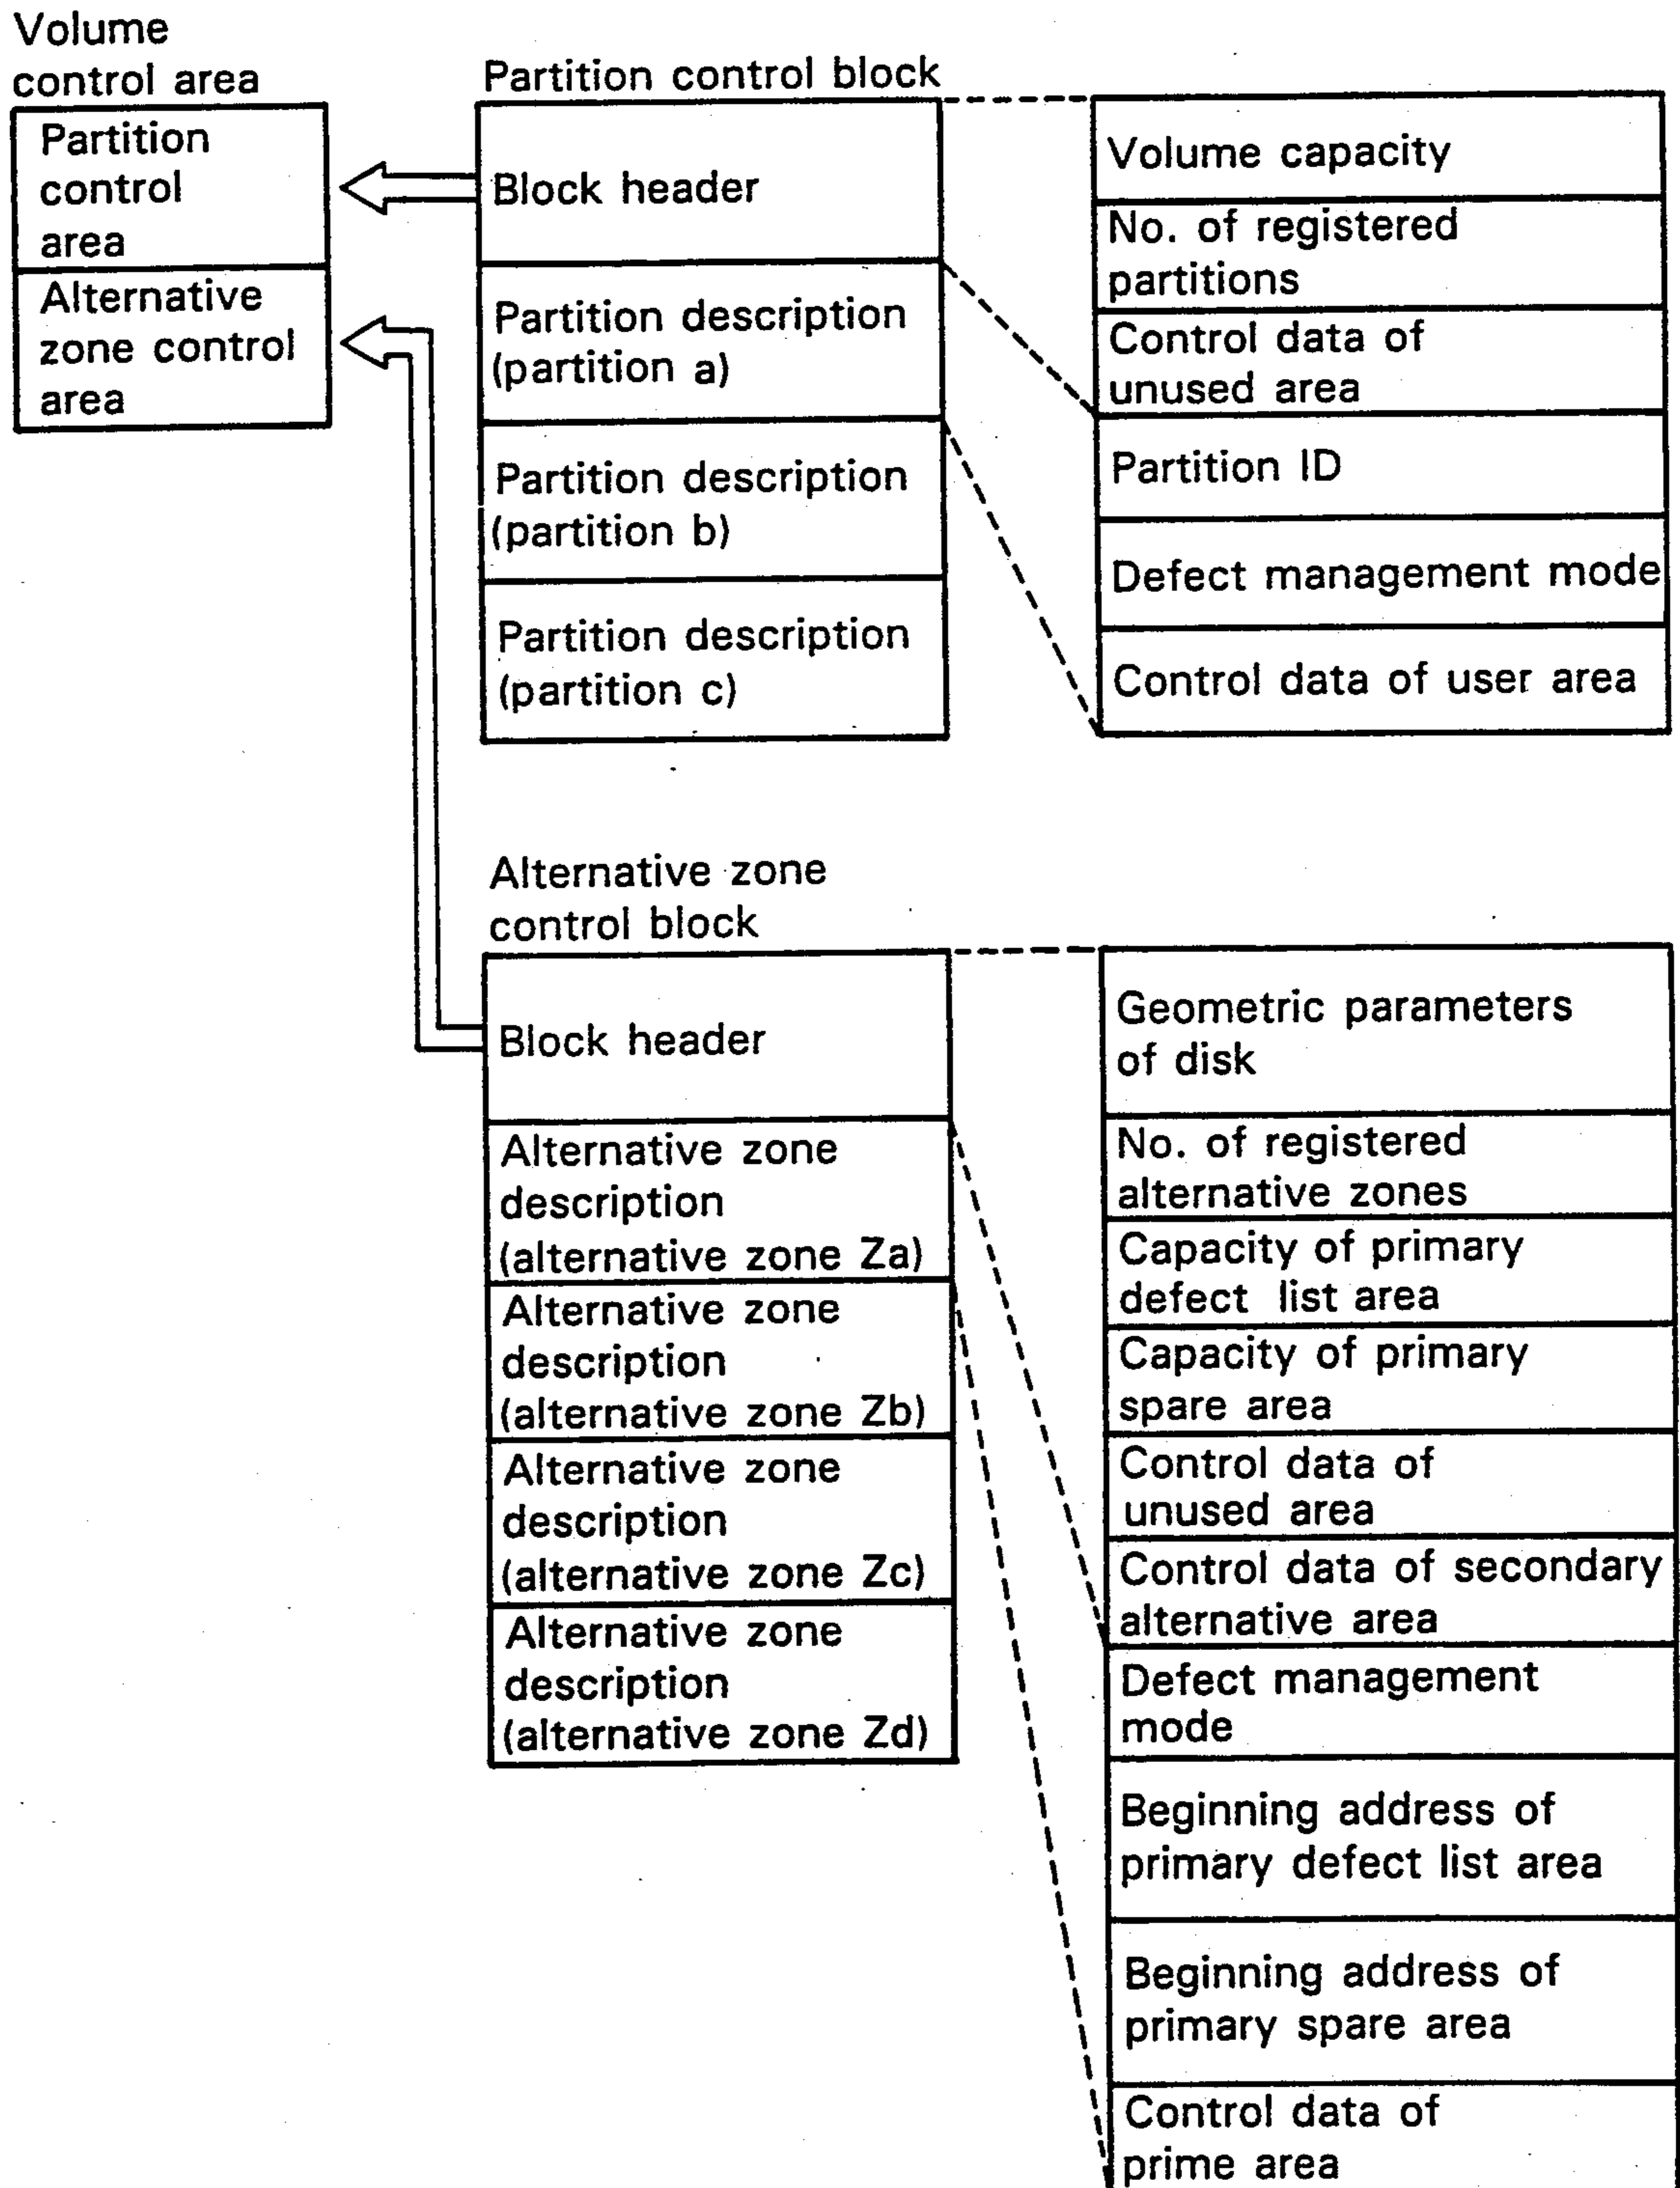 Volume
control area
Partition
control
area
Alternative
zone control
area
Partition control block
Block header
Partition description
(partition a)
Partition description
(partition b)
Partition description
(partition c)
Volume capacity
No. of registered
partitions
Control data of
unused area
Partition ID
Defect management mode
Control data of user area
Alternative zone
control block
Block header
Alternative zone
description
(alternative zone Za)
Alternative zone
description
(alternative zone Zb)
Alternative zone
description
(alternative zone Zc)
Alternative zone
description
(alternative zone Zd)
Geometric parameters
of disk
No. of registered
alternative zones
Capacity of primary
defect list area
Capacity of primary
spare area
Control data of
unused area
Control data of secondary
alternative area
Defect management
mode
Beginning address of
primary defect list area
Beginning address of
primary spare area
Control data of
prime area